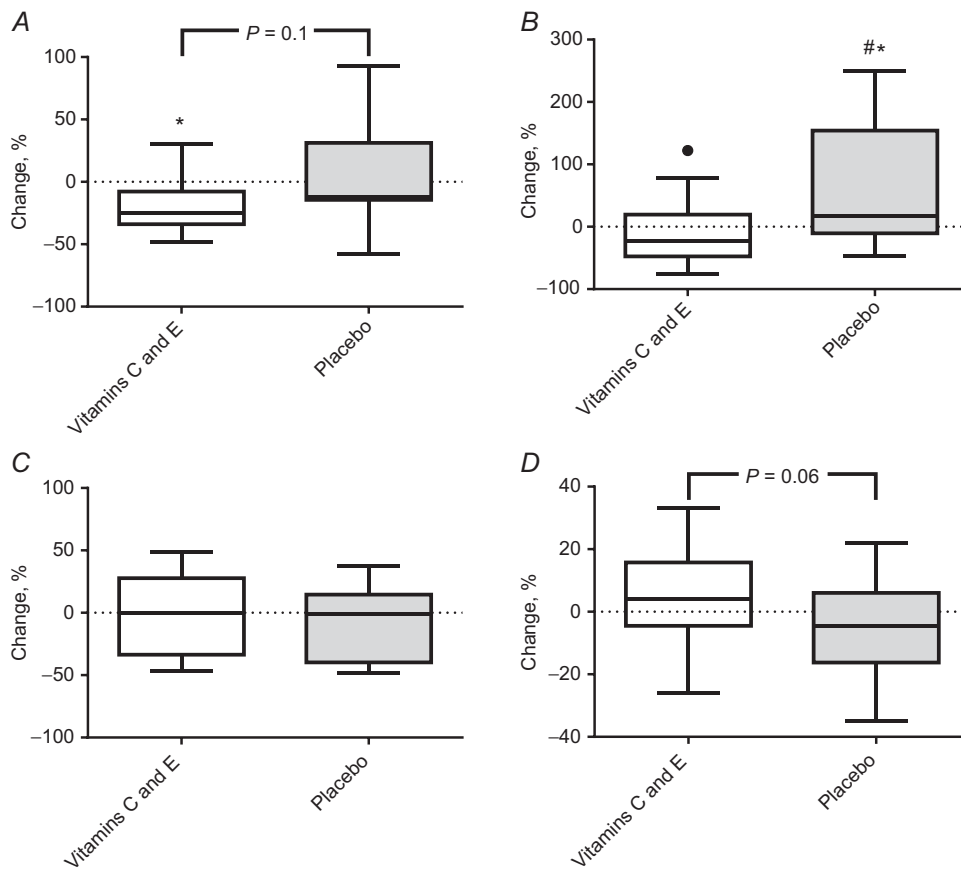 A
P = 0.1
100
50
0
–50
–100
Change, %
*
Vitamins C and E
Placebo
B
300
200
100
0
–100
Change, %
#*
Vitamins C and E
Placebo
C
100
50
0
–50
–100
Change, %
Vitamins C and E
Placebo
D
P = 0.06
40
20
0
–20
–40
Change, %
Vitamins C and E
Placebo